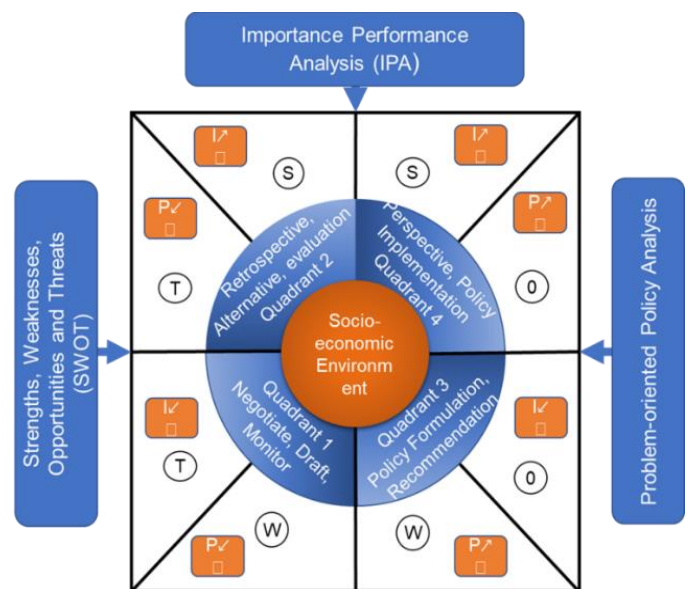 Importance Performance
Analysis (IPA)
I↗
□
I↗
□
S
S
P↙
□
P↗
□
T
0
Strengths, Weaknesses,
Opportunities and Threats
(SWOT)
Problem-oriented Policy Analysis
Retrospective,
Alternative, evaluation
Quadrant 2
Perspective, Policy
Implementation
Quadrant 4
Socio-
economic
Environm
ent
Quadrant 1
Negotiate, Draft,
Monitor
Quadrant 3
Policy Formulation,
Recommendation
I↙
□
I↙
□
T
0
W
W
P↙
□
P↗
□